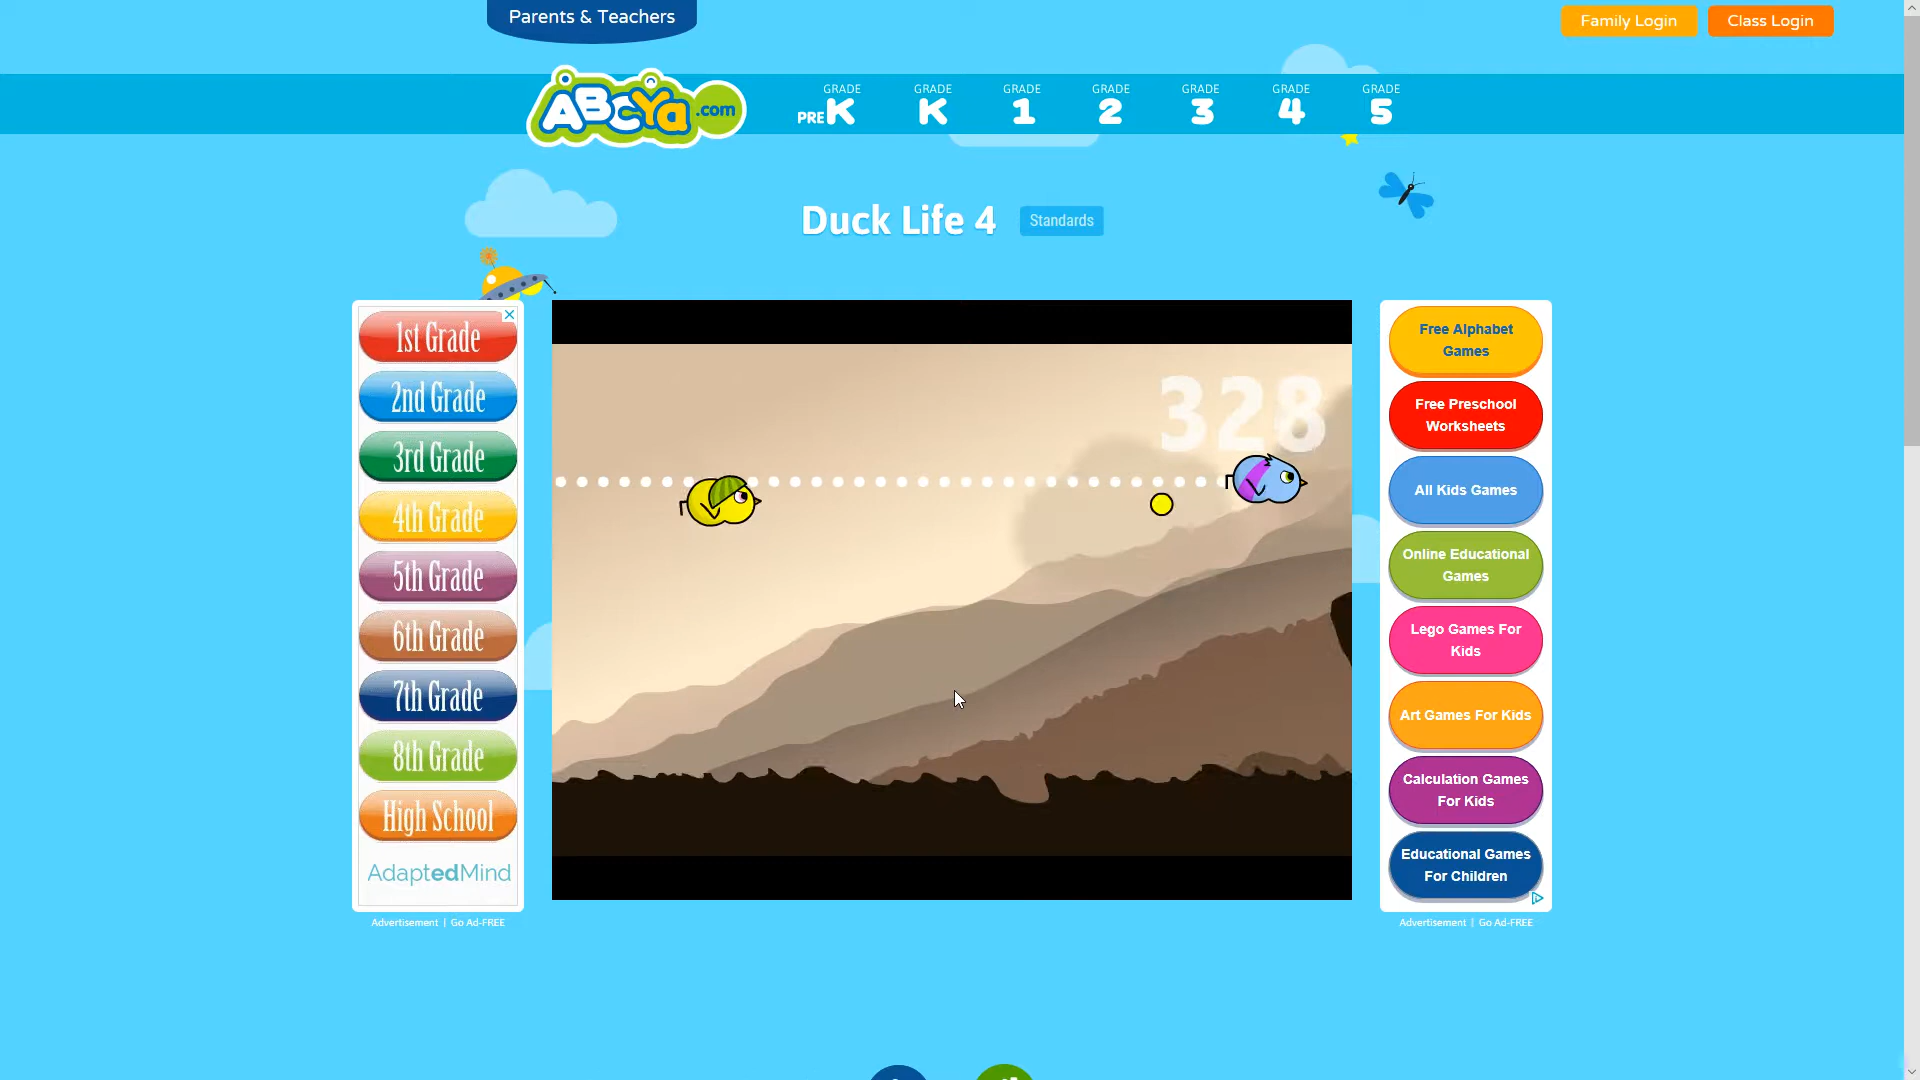 Parents & Teachers
Family Login
Class Login
ABCYa.com
PRE GRADE K
GRADE K
GRADE 1
GRADE 2
GRADE 3
GRADE 4
GRADE 5
Duck Life 4
Standards
1st Grade
2nd Grade
3rd Grade
4th Grade
5th Grade
6th Grade
7th Grade
8th Grade
High School
AdaptedMind
Advertisement | Go Ad-FREE
328
Free Alphabet
Games
Free Preschool
Worksheets
All Kids Games
Online Educational
Games
Lego Games For
Kids
Art Games For Kids
Calculation Games
For Kids
Educational Games
For Children
Advertisement | Go Ad-FREE